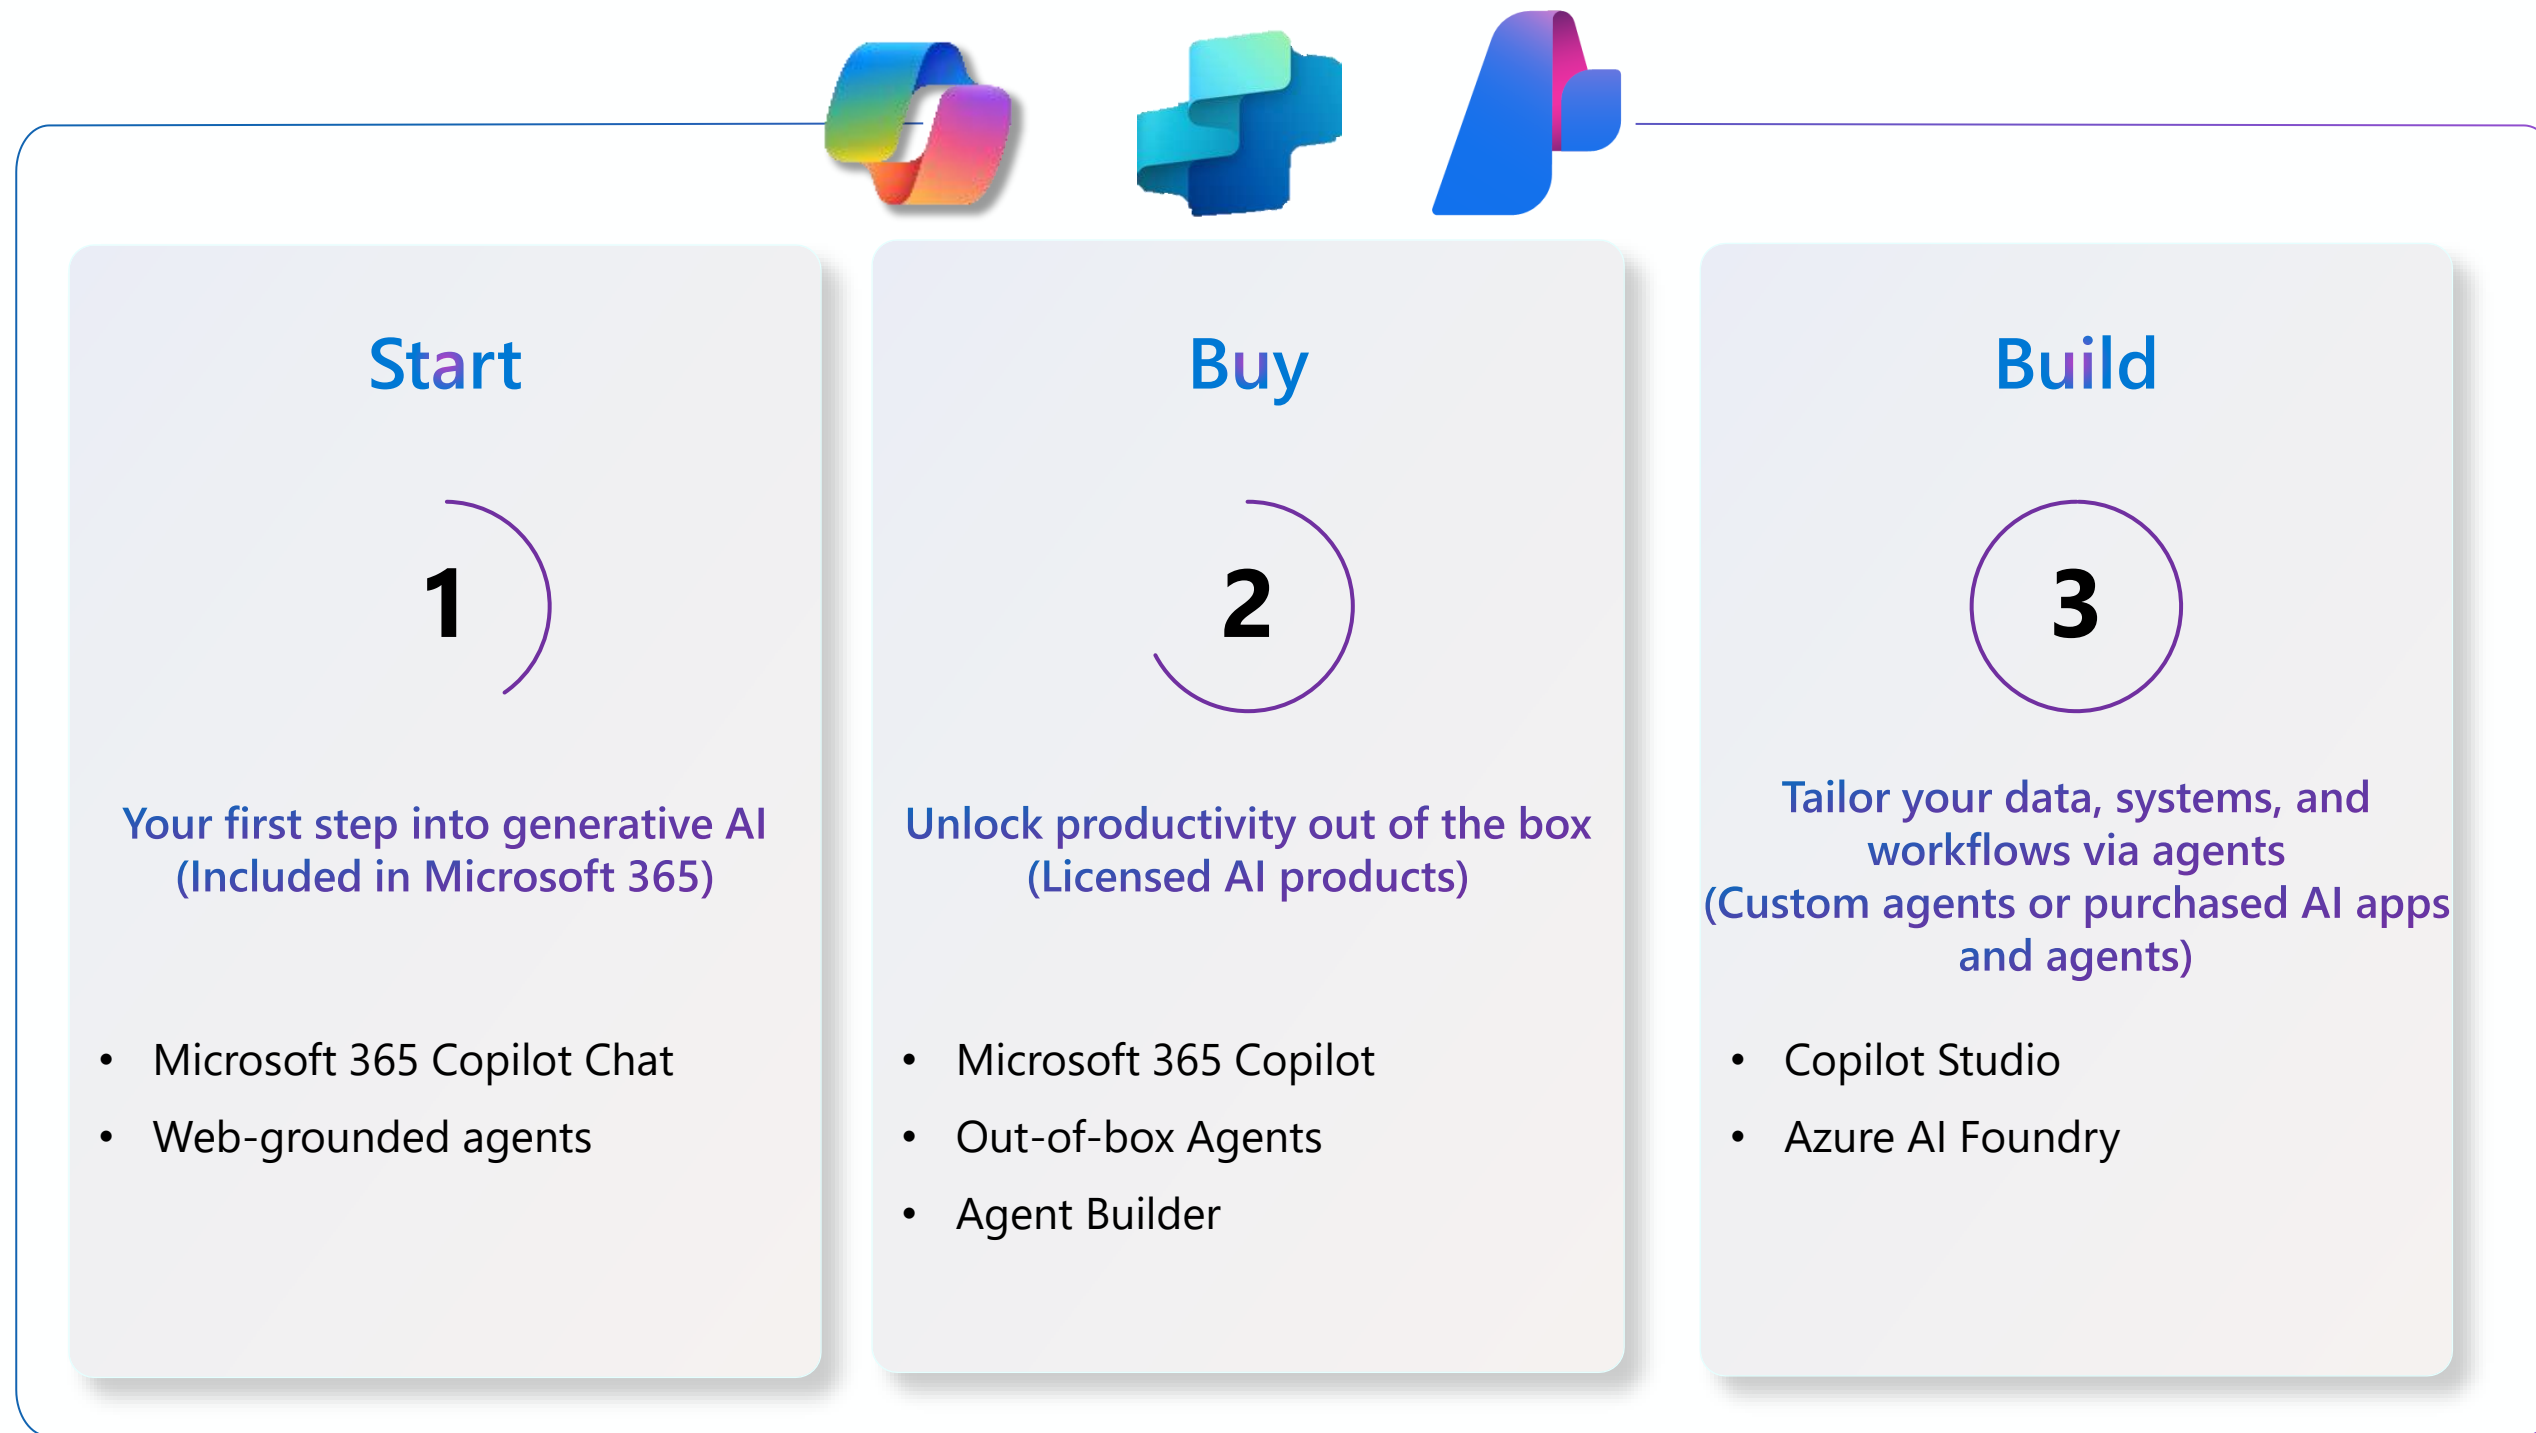 Start
1
Your first step into generative AI
(Included in Microsoft 365)
• Microsoft 365 Copilot Chat
• Web-grounded agents
Buy
2
Unlock productivity out of the box
(Licensed AI products)
• Microsoft 365 Copilot
• Out-of-box Agents
• Agent Builder
Build
3
Tailor your data, systems, and
workflows via agents
(Custom agents or purchased AI apps
and agents)
• Copilot Studio
• Azure AI Foundry